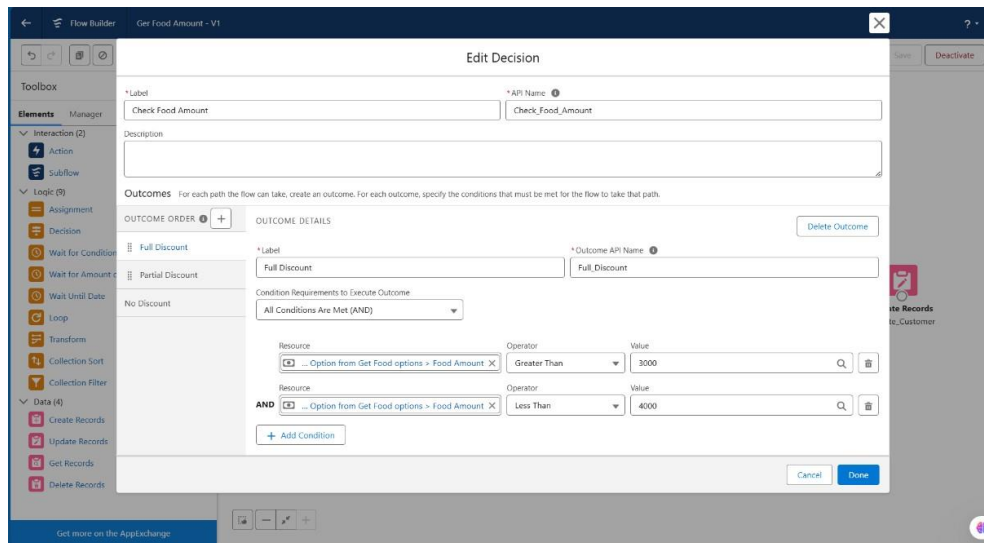 Flow Builder Ger Food Amount - V1 ?
Save Deactivate
Edit Decision
Toolbox
Elements Manager
Interaction (2)
Action
Subflow
Logic (9)
Assignment
Decision
Wait for Condition
Wait for Amount
Wait Until Date
Loop
Transform
Collection Sort
Collection Filter
Data (4)
Create Records
Update Records
Get Records
Delete Records
Get more on the AppExchange
*Label *API Name
Check Food Amount Check_Food_Amount
Description
Outcomes For each path the flow can take, create an outcome. For each outcome, specify the conditions that must be met for the flow to take that path.
OUTCOME ORDER +
Full Discount
Partial Discount
No Discount
OUTCOME DETAILS Delete Outcome
*Label *Outcome API Name
Full Discount Full_Discount
Condition Requirements to Execute Outcome
All Conditions Are Met (AND)
Resource Operator Value
... Option from Get Food options > Food Amount Greater Than 3000
Resource Operator Value
AND ... Option from Get Food options > Food Amount Less Than 4000
+ Add Condition
Cancel Done
Records
_Customer